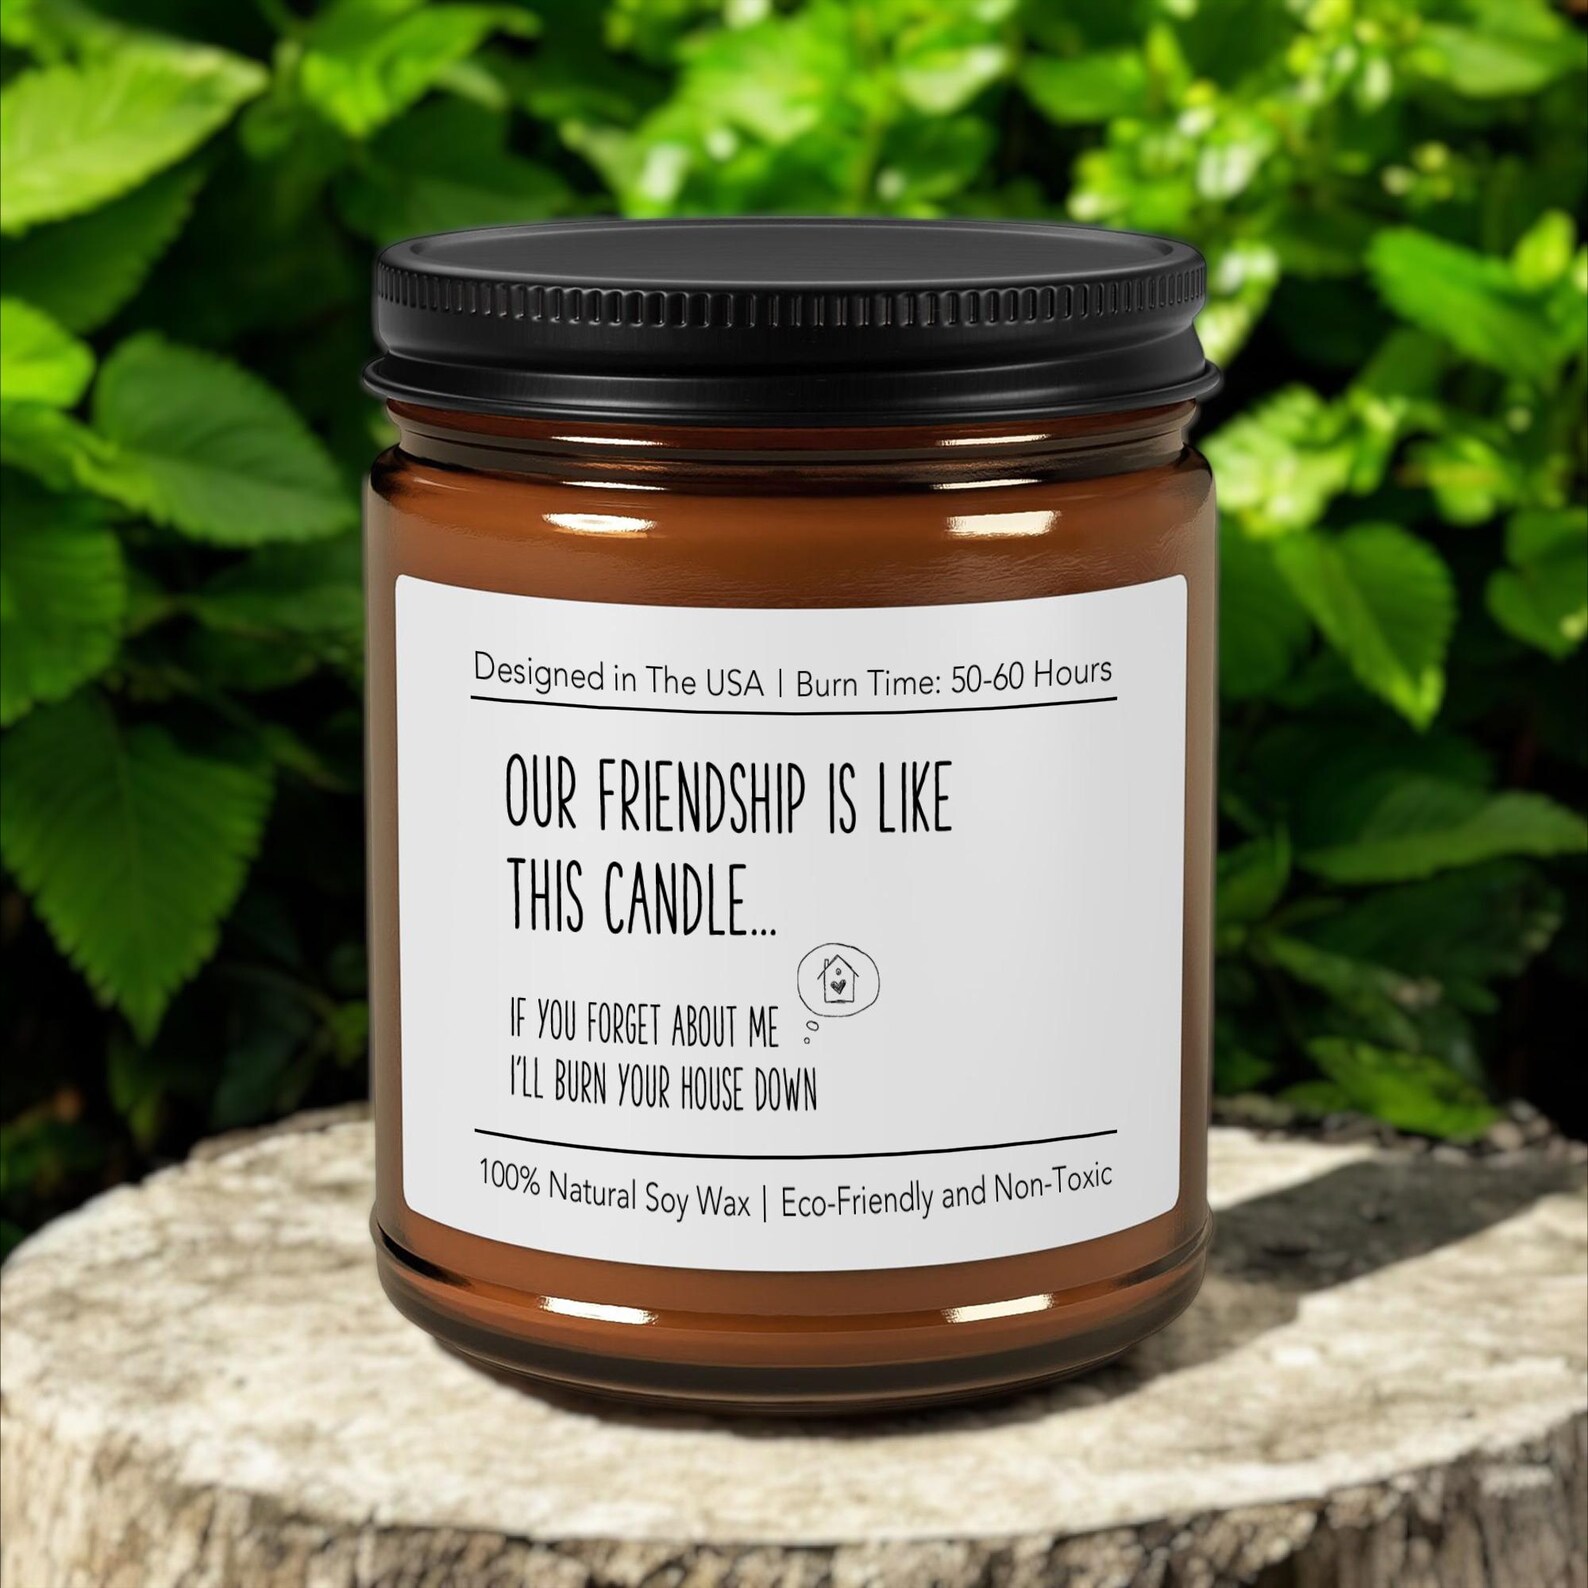 Designed in The USA | Burn Time: 50-60 Hours
OUR FRIENDSHIP IS LIKE
THIS CANDLE...
IF YOU FORGET ABOUT ME
I'LL BURN YOUR HOUSE DOWN
100% Natural Soy Wax | Eco-Friendly and Non-Toxic